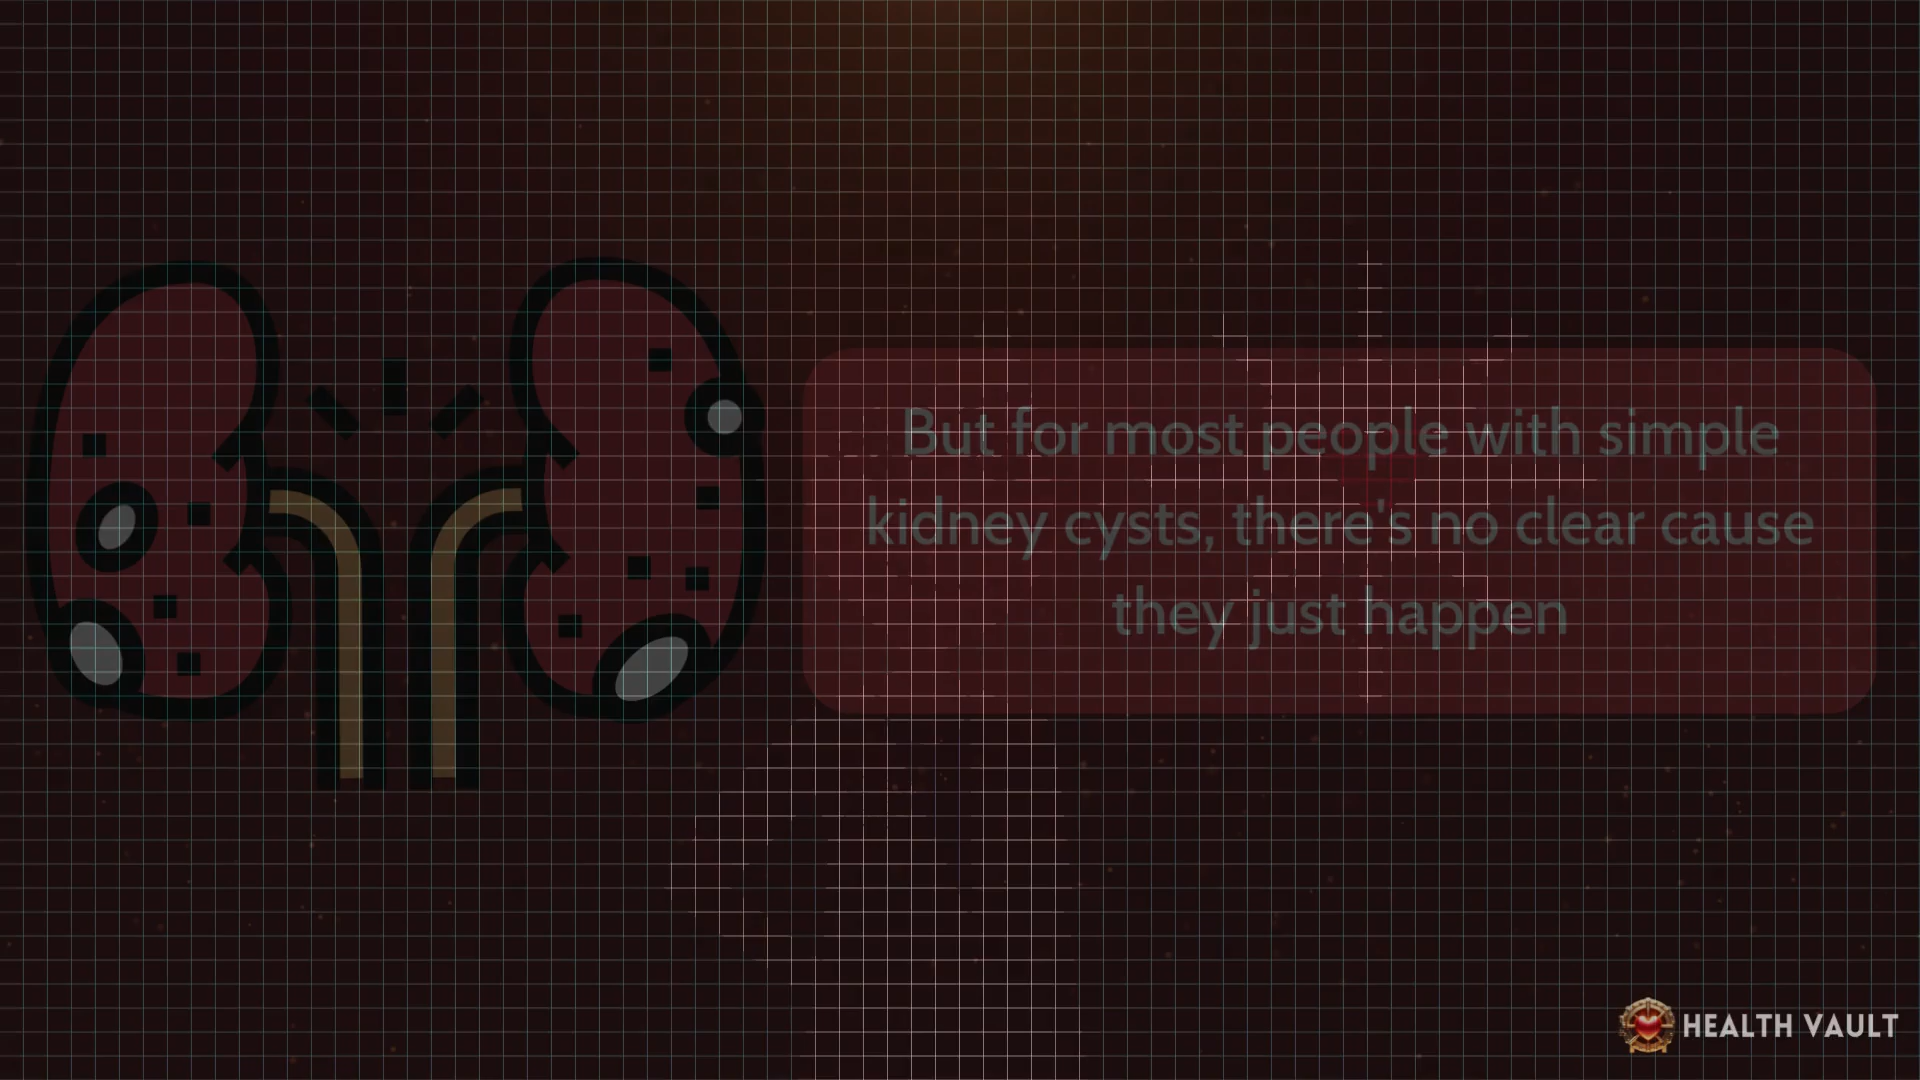 But for most people with simple
kidney cysts, there's no clear cause
they just happen
HEALTH VAULT